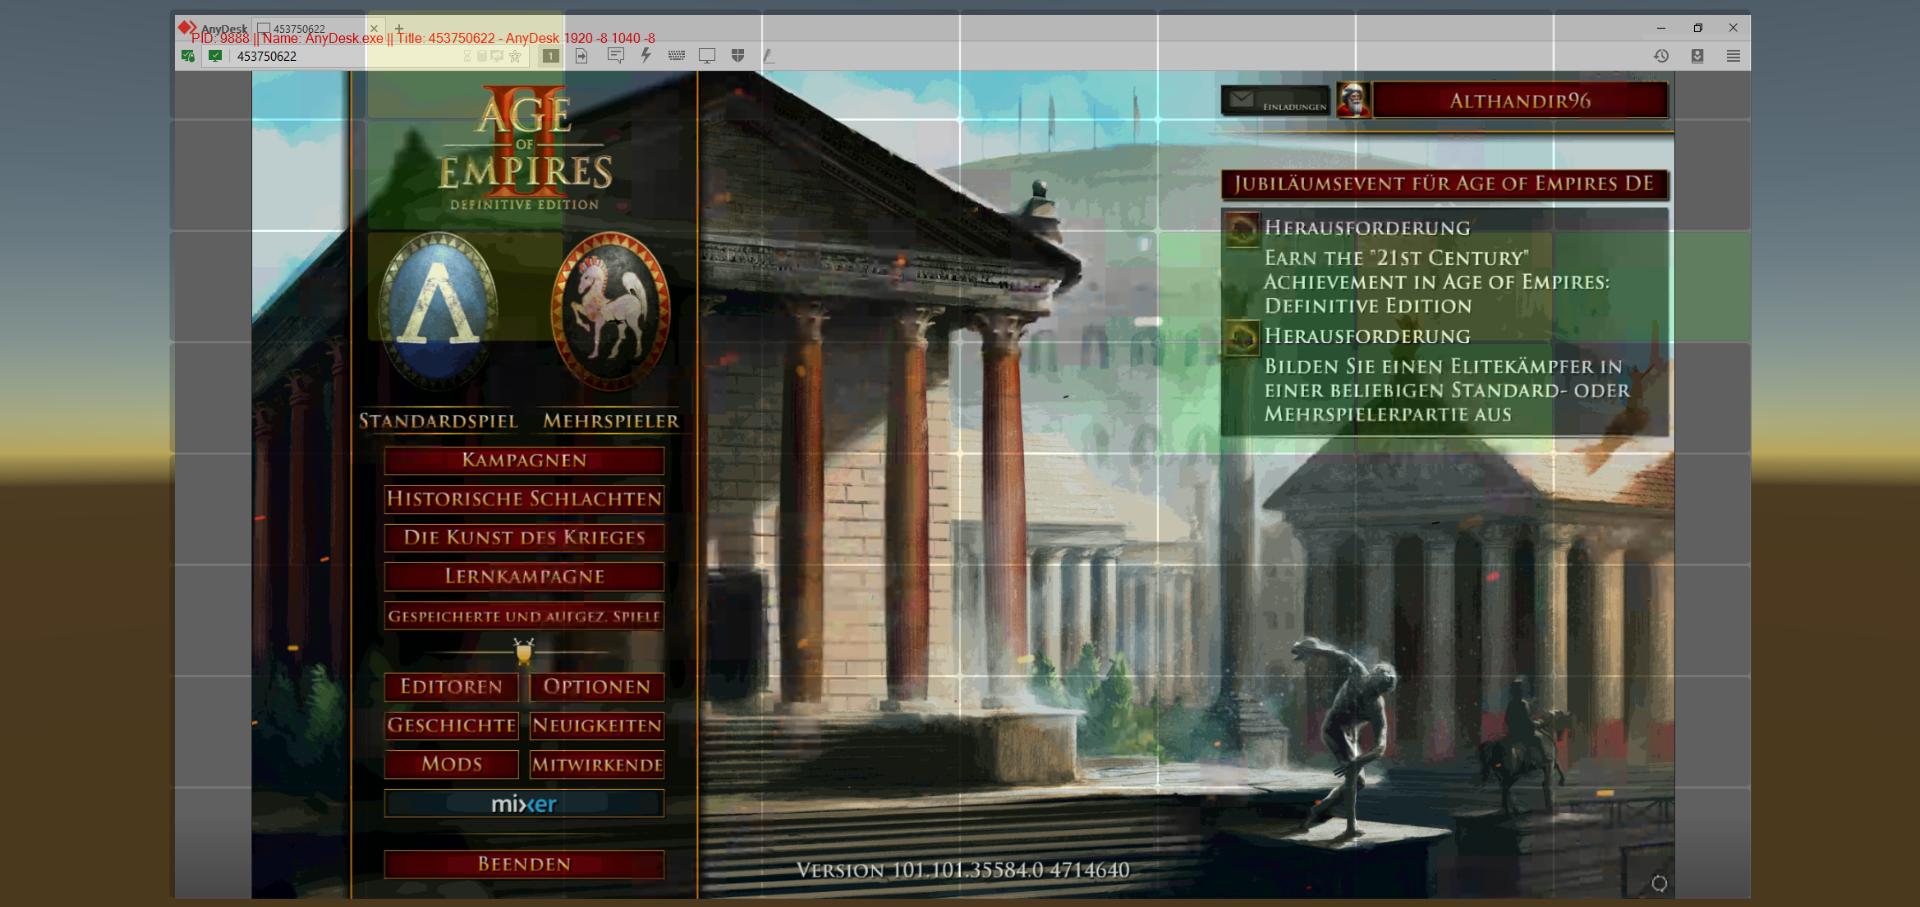 AnyDesk
453750622
PID: 9888 || Name: AnyDesk.exe || Title: 453750622 - AnyDesk 1920 -8 1040 -8
453750622
1
AGE
II
OF
EMPIRES
DEFINITIVE EDITION
Einladungen
Althandir96
Jubiläumsevent für Age of Empires DE
Herausforderung
Earn the "21st Century"
Achievement in Age of Empires:
Definitive Edition
Herausforderung
Bilden Sie einen Elitekämpfer in
einer beliebigen Standard- oder
Mehrspielerpartie aus
Standardspiel
Mehrspieler
Kampagnen
Historische Schlachten
Die Kunst des Krieges
Lernkampagne
Gespeicherte und aufgez. Spiele
Editoren
Optionen
Geschichte
Neuigkeiten
Mods
Mitwirkende
mixer
Beenden
Version 101.101.35584.0 4714640